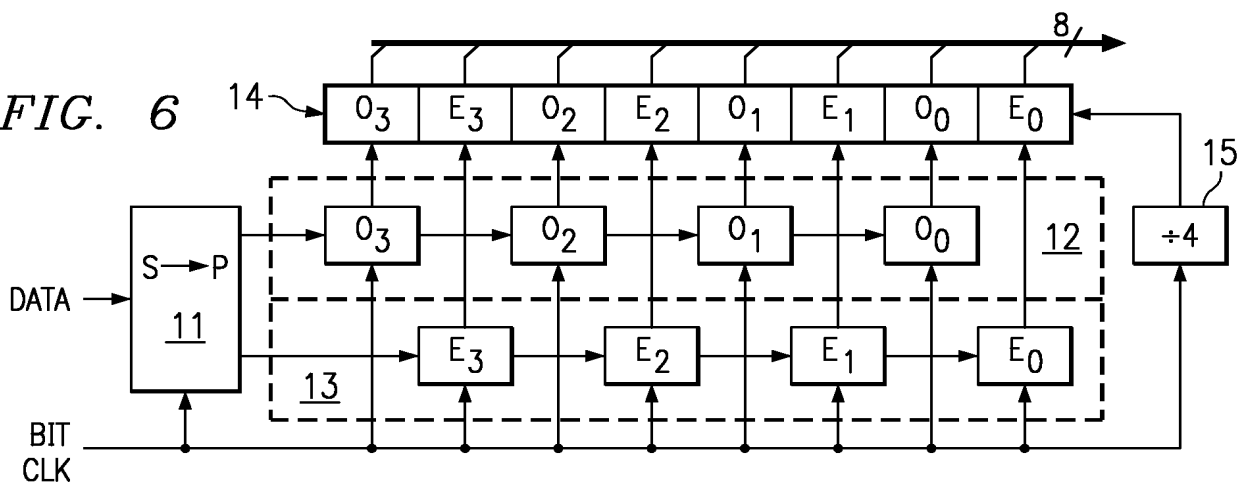 8
FIG. 6
14
O3 E3 O2 E2 O1 E1 O0 E0
15
O3 O2 O1 O0
12
÷4
S P
DATA
11
E3 E2 E1 E0
13
BIT
CLK